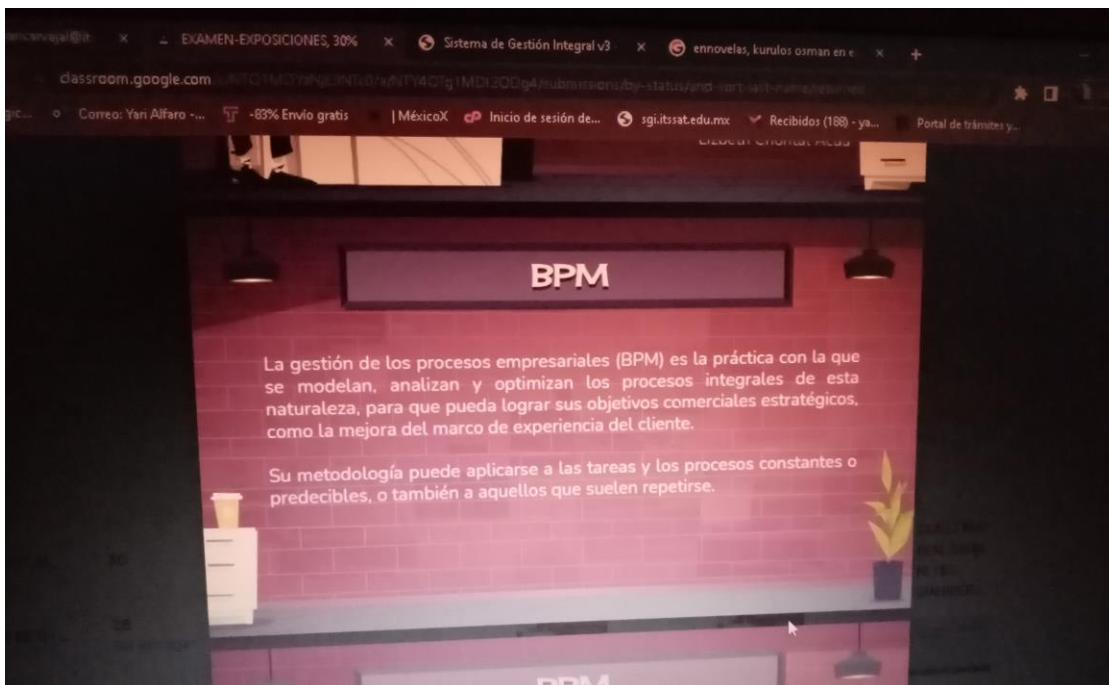 EXAMEN-EXPOSICIONES, 30% Sistema de Gestión Integral v3 ennovelas, kurulos osman en e
classroom.google.com
Correo: Yari Alfaro -... -83% Envío gratis | MéxicoX cP Inicio de sesión de... sgi.itssat.edu.mx Recibidos (188) - ya... Portal de trámites y...
BPM
La gestión de los procesos empresariales (BPM) es la práctica con la que
se modelan, analizan y optimizan los procesos integrales de esta
naturaleza, para que pueda lograr sus objetivos comerciales estratégicos,
como la mejora del marco de experiencia del cliente.
Su metodología puede aplicarse a las tareas y los procesos constantes o
predecibles, o también a aquellos que suelen repetirse.
BPM